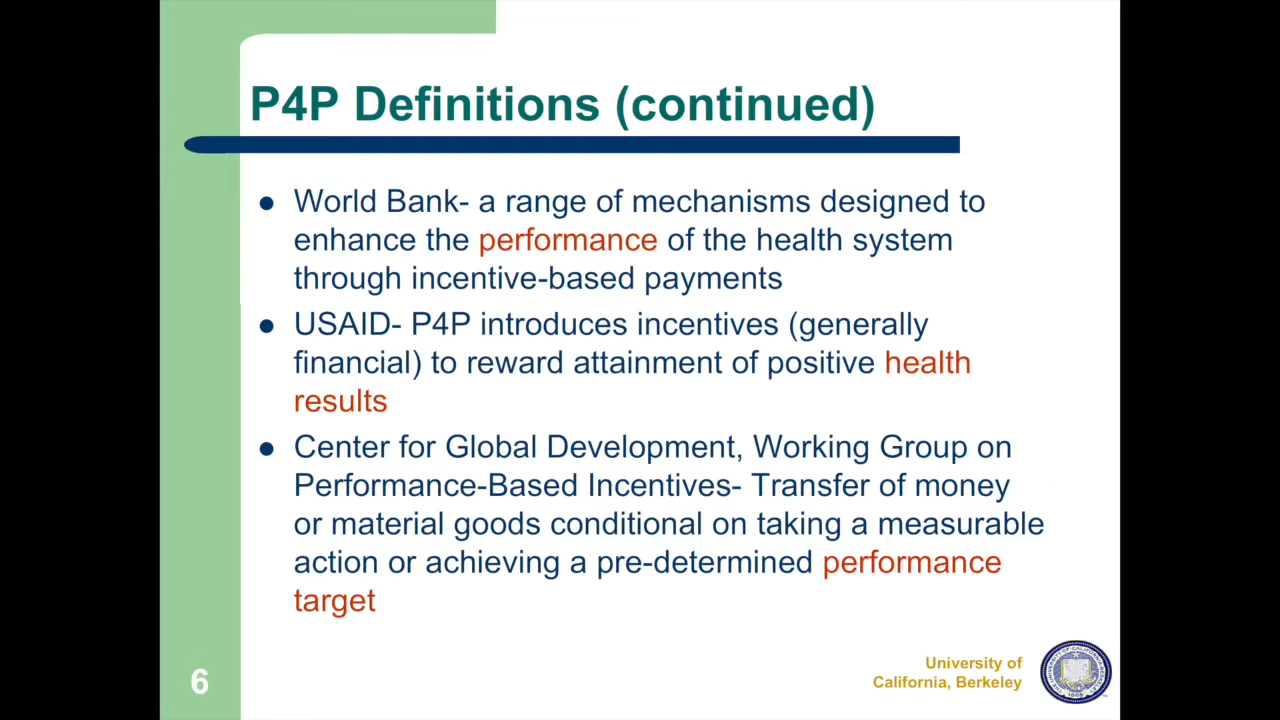 P4P Definitions (continued)
● World Bank- a range of mechanisms designed to
enhance the performance of the health system
through incentive-based payments
● USAID- P4P introduces incentives (generally
financial) to reward attainment of positive health
results
● Center for Global Development, Working Group on
Performance-Based Incentives- Transfer of money
or material goods conditional on taking a measurable
action or achieving a pre-determined performance
target
6
University of
California, Berkeley